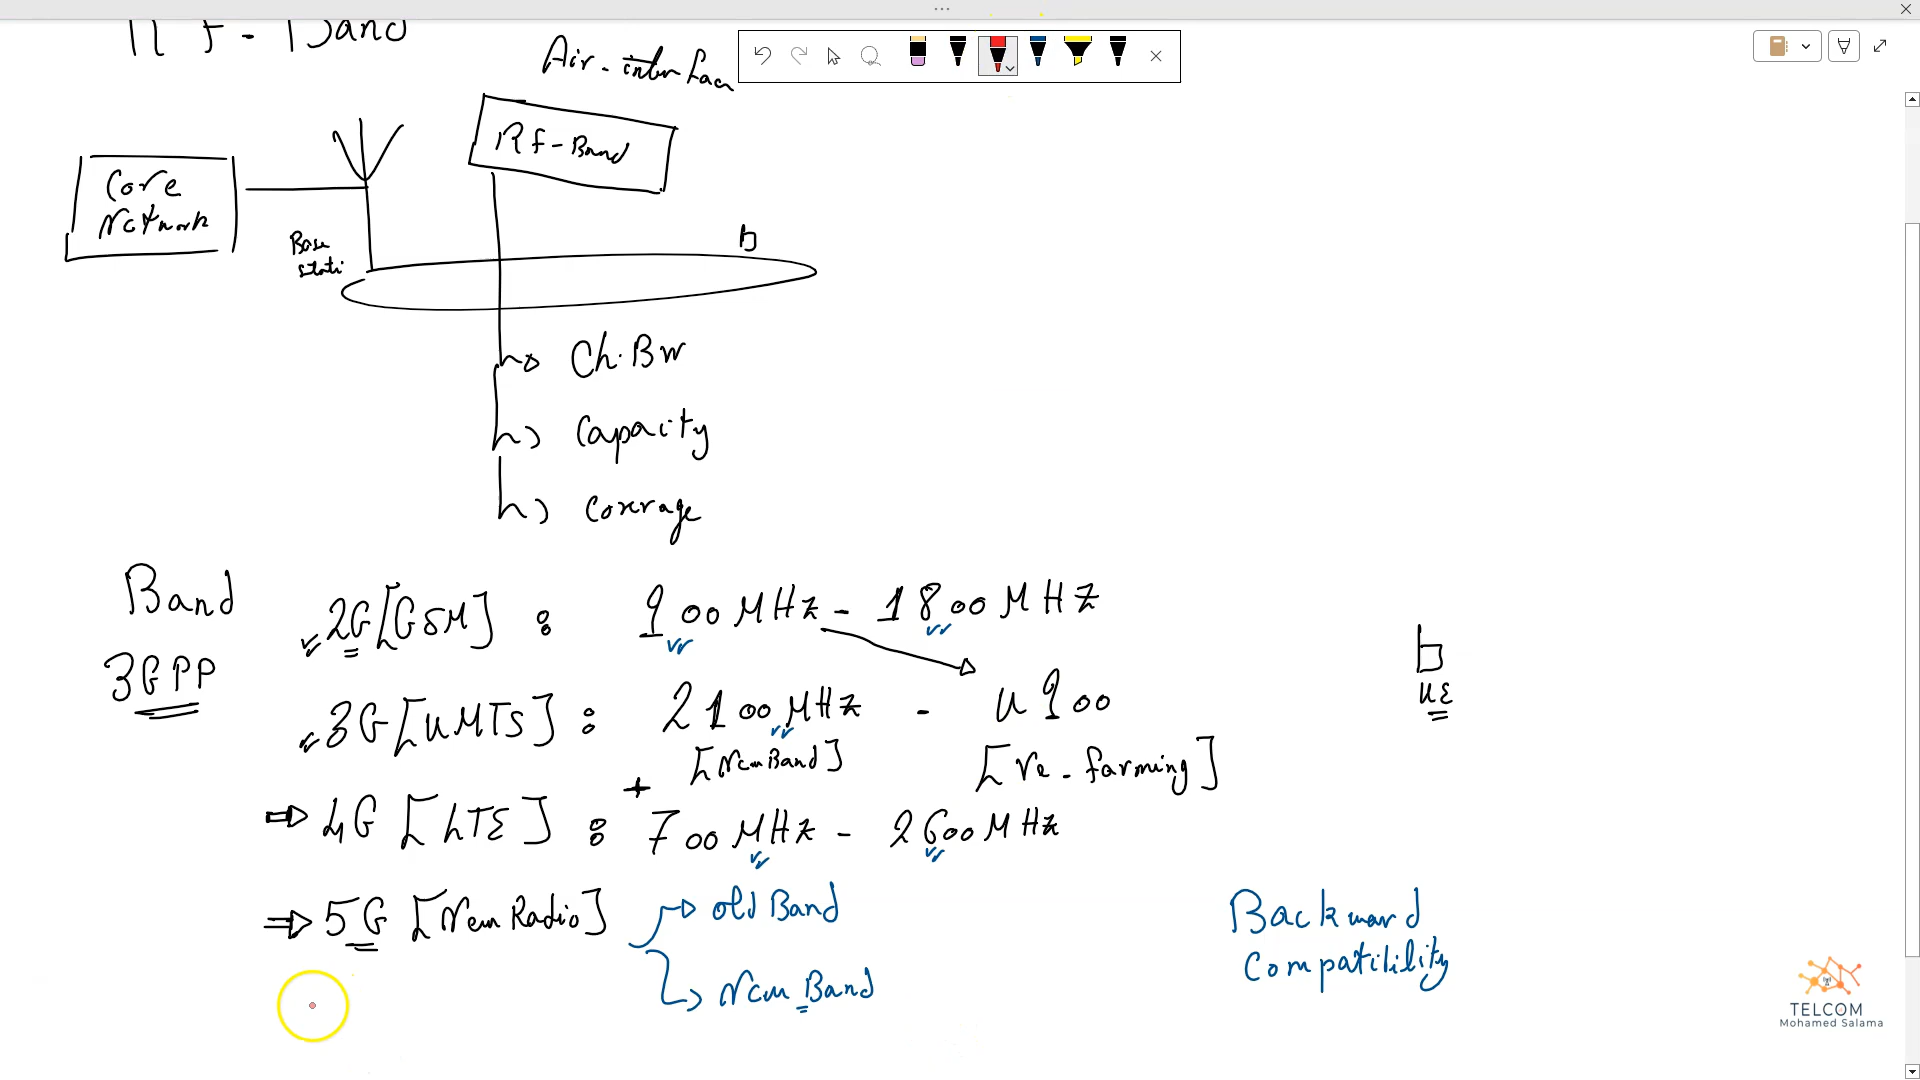 RF - Band
Air - interface
RF - Band
Core
Network
Base
stati
Ch. BW
Capacity
Coverage
Band
3GPP
2G [GSM] : 900 MHz - 1800 MHz
3G [UMTS] : 2100 MHz - U900
[New Band] [re - farming]
+
4G [LTE] : 700 MHz - 2600 MHz
5G [New Radio]
old Band
New Band
UE
Backward
Compatibility
TELCOM
Mohamed Salama